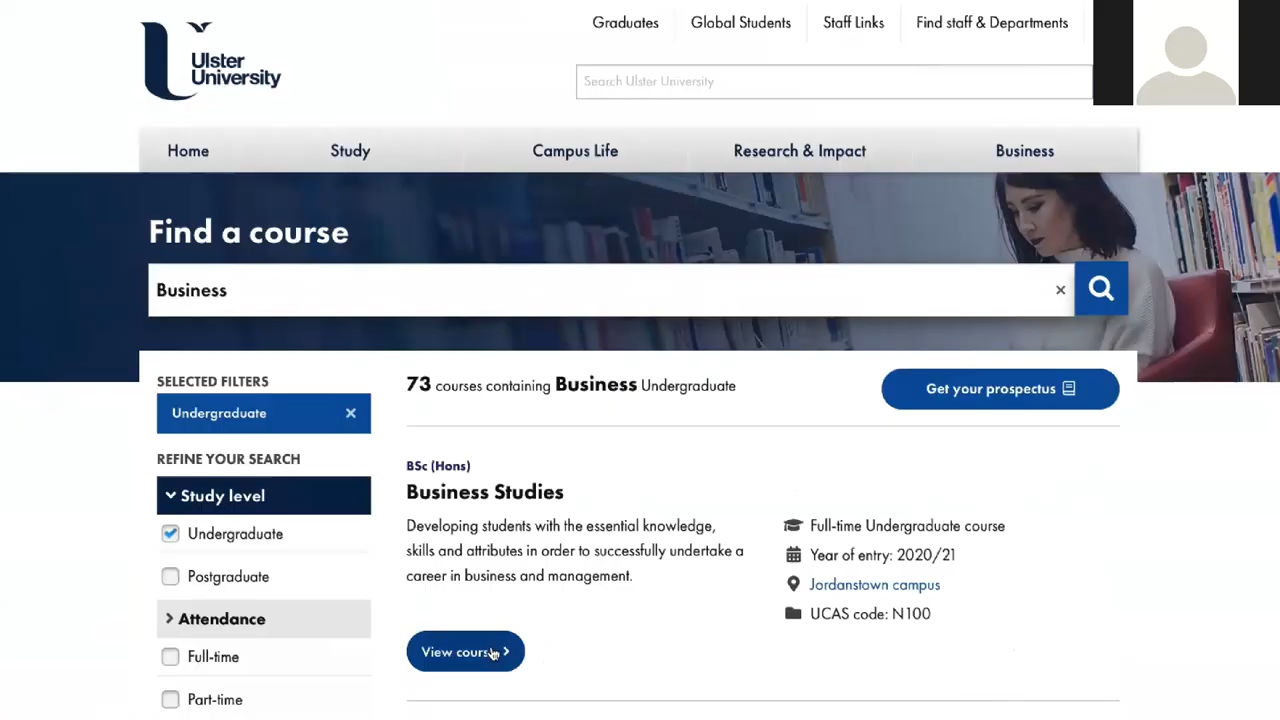 Graduates
Global Students
Staff Links
Find staff & Departments
Ulster
University
Search Ulster University
Home
Study
Campus Life
Research & Impact
Business
Find a course
Business
SELECTED FILTERS
Undergraduate
REFINE YOUR SEARCH
Study level
Undergraduate
Postgraduate
Attendance
Full-time
Part-time
73 courses containing Business Undergraduate
Get your prospectus
BSc (Hons)
Business Studies
Developing students with the essential knowledge,
skills and attributes in order to successfully undertake a
career in business and management.
Full-time Undergraduate course
Year of entry: 2020/21
Jordanstown campus
UCAS code: N100
View course